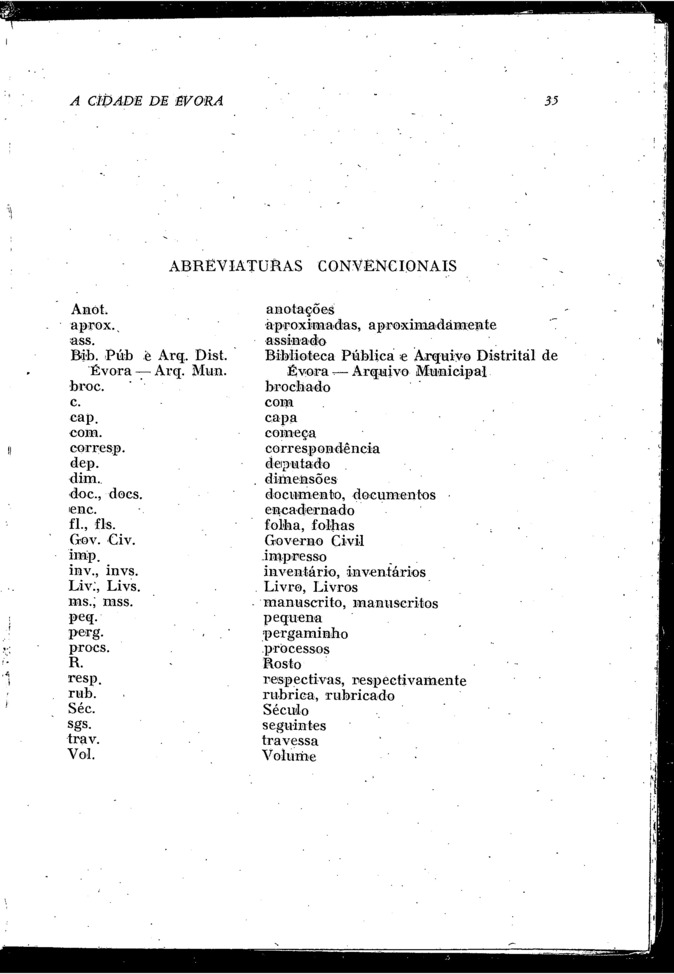 A CIDADE DE ÉVORA 35
ABREVIATURAS CONVENCIONAIS
Anot. anotações
aprox. aproximadas, aproximadamente
ass. assinado
Bib. Púb e Arq. Dist. Biblioteca Pública e Arquivo Distrital de
Évora — Arq. Mun. Évora — Arquivo Municipal
broc. brochado
c. com
cap. capa
com. começa
corresp. correspondência
dep. deputado
dim. dimensões
doc., docs. documento, documentos
enc. encadernado
fl., fls. folha, folhas
Gov. Civ. Governo Civil
imp. impresso
inv., invs. inventário, inventários
Liv., Livs. Livro, Livros
ms., mss. manuscrito, manuscritos
peq. pequena
perg. pergaminho
procs. processos
R. Rosto
resp. respectivas, respectivamente
rub. rubrica, rubricado
Séc. Século
sgs. seguintes
trav. travessa
Vol. Volume